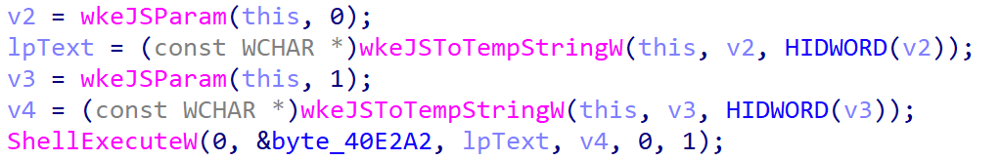 v2 = wkeJSParam(this, 0);
lpText = (const WCHAR *)wkeJSToTempStringW(this, v2, HIDWORD(v2));
v3 = wkeJSParam(this, 1);
v4 = (const WCHAR *)wkeJSToTempStringW(this, v3, HIDWORD(v3));
ShellExecuteW(0, &byte_40E2A2, lpText, v4, 0, 1);